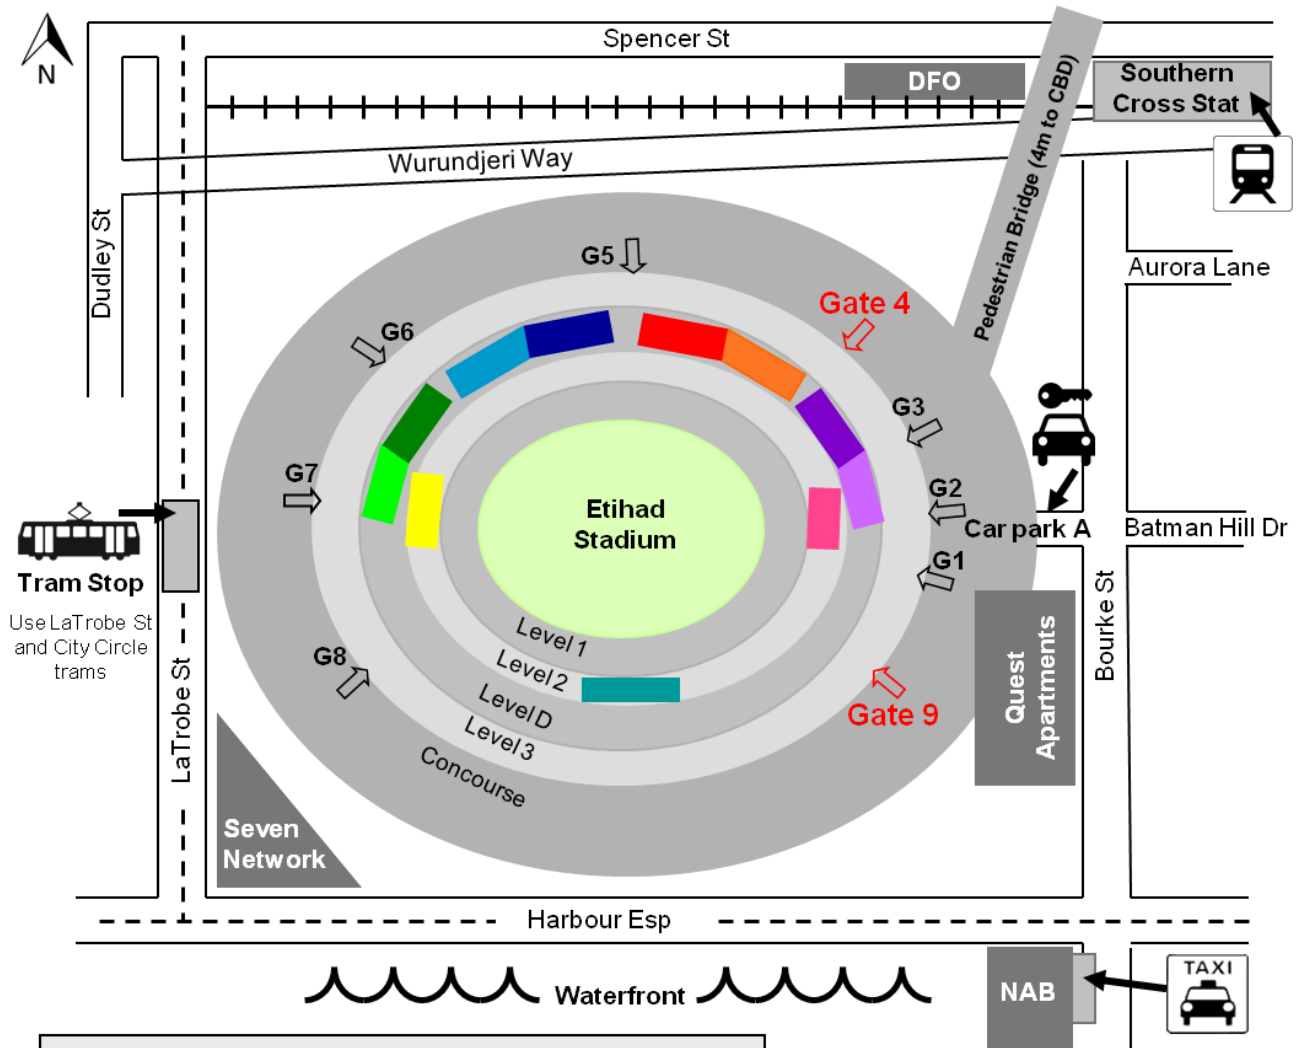 N
Spencer St
DFO
Southern
Cross Stat
Wurundjeri Way
Pedestrian Bridge (4m to CBD)
Dudley St
Aurora Lane
G5
Gate 4
G6
G3
G7
G2
Car park A
Batman Hill Dr
G1
Etihad
Stadium
Tram Stop
Use LaTrobe St
and City Circle
trams
LaTrobe St
Bourke St
G8
Level 1
Level 2
Level D
Level 3
Concourse
Gate 9
Quest
Apartments
Seven
Network
Harbour Esp
Waterfront
NAB
TAXI